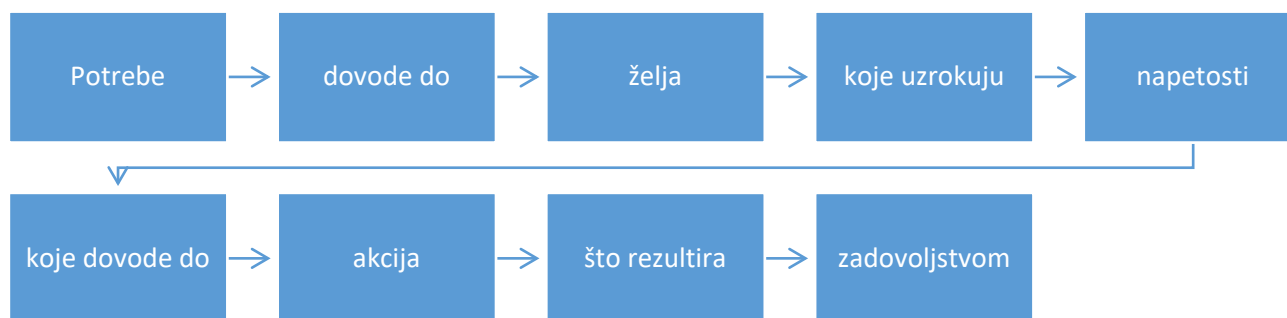 Potrebe
dovode do
želja
koje uzrokuju
napetosti
koje dovode do
akcija
što rezultira
zadovoljstvom